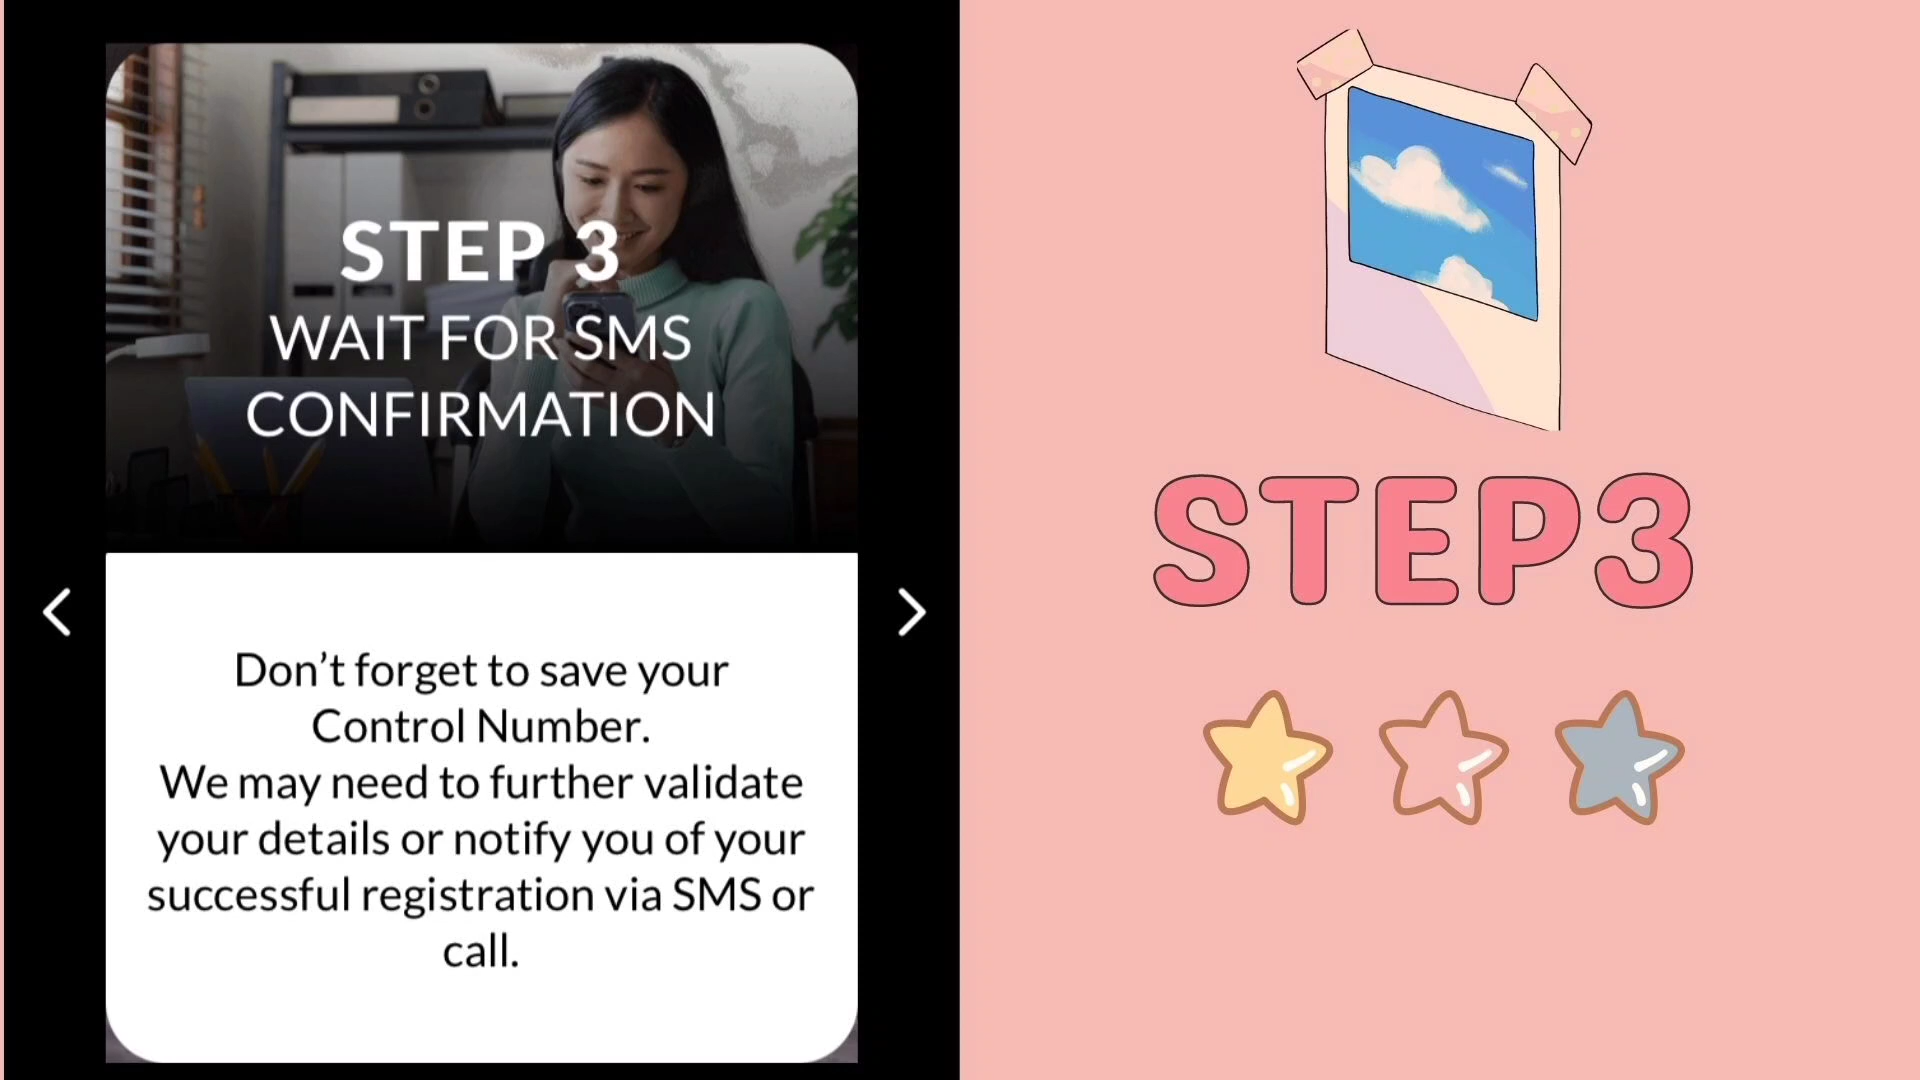 STEP 3
WAIT FOR SMS
CONFIRMATION
Don’t forget to save your
Control Number.
We may need to further validate
your details or notify you of your
successful registration via SMS or
call.
STEP3